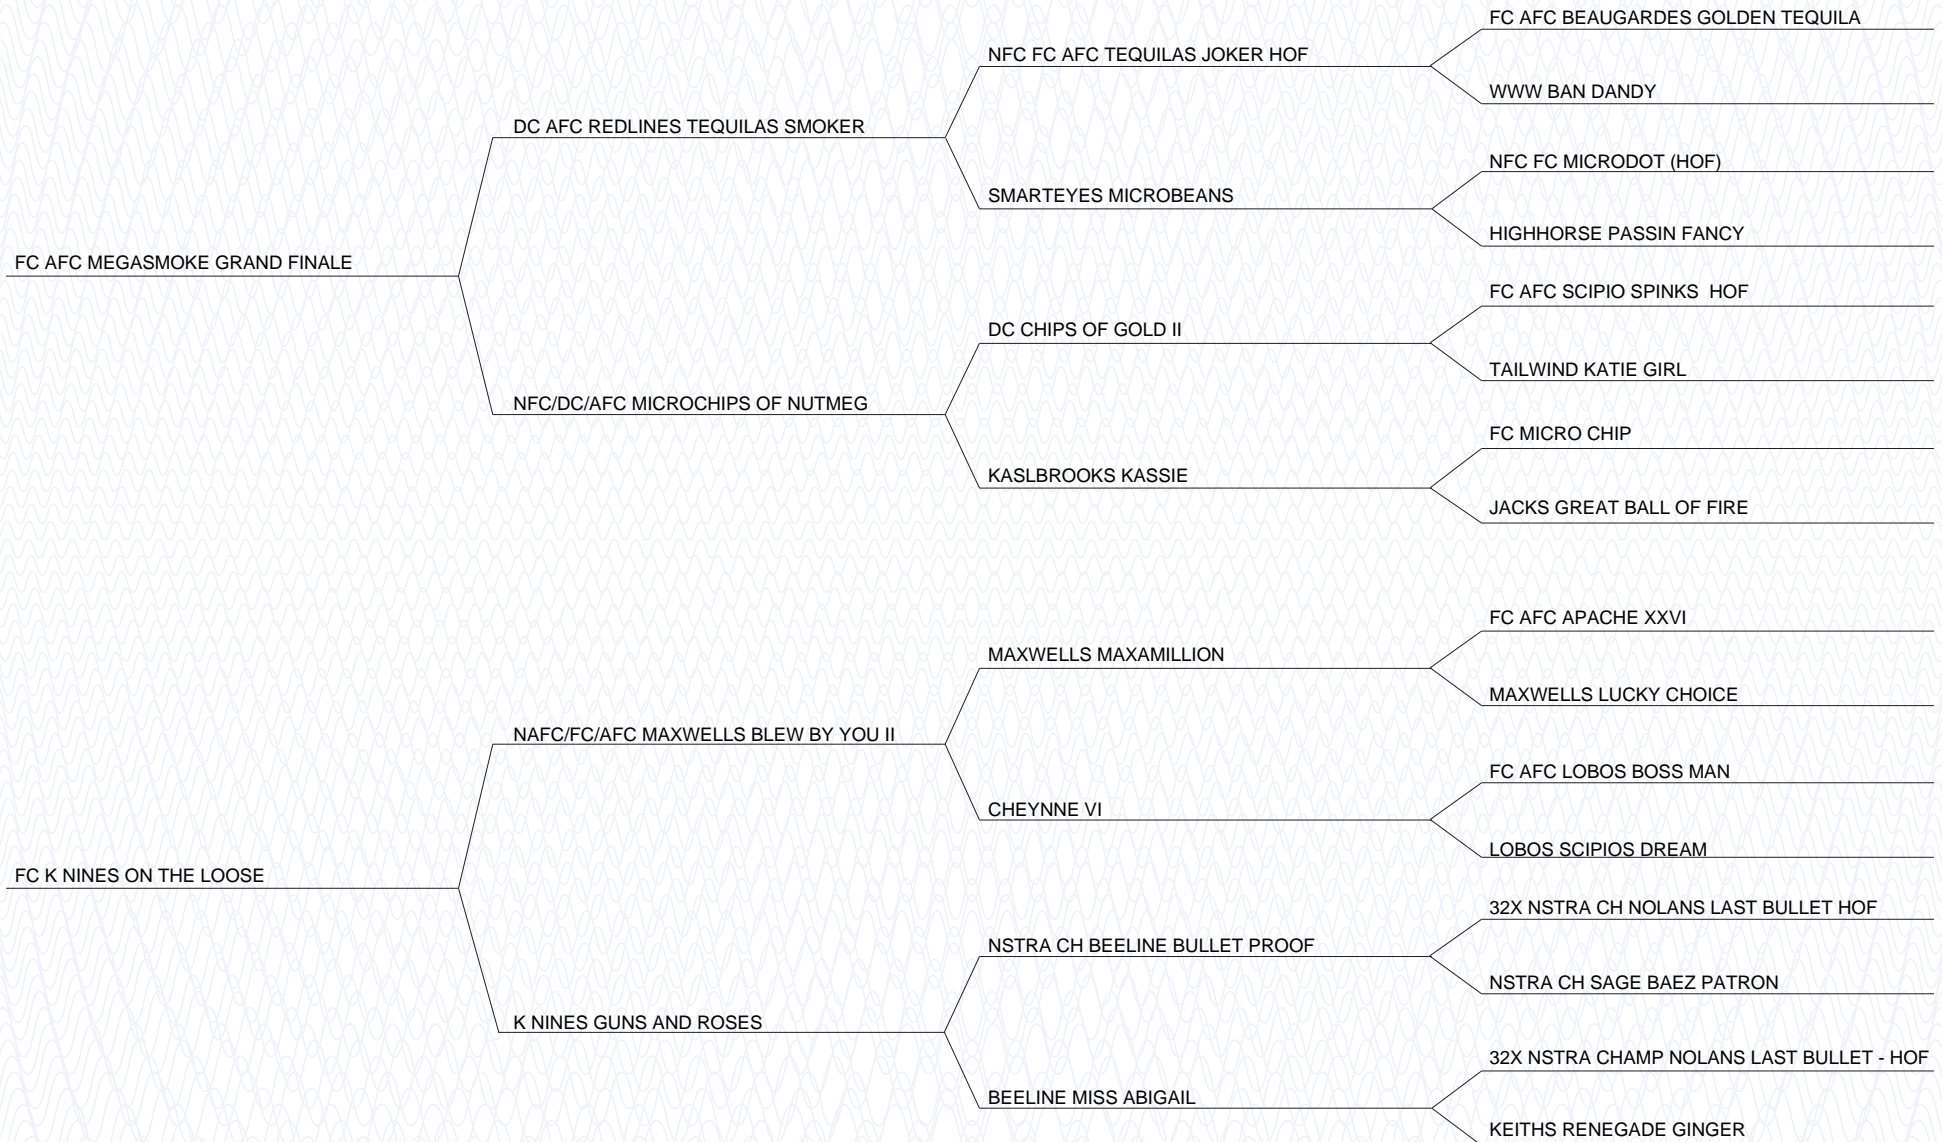 FC AFC BEAUGARDES GOLDEN TEQUILA
NFC FC AFC TEQUILAS JOKER HOF
WWW BAN DANDY
DC AFC REDLINES TEQUILAS SMOKER
NFC FC MICRODOT (HOF)
SMARTEYES MICROBEANS
HIGHHORSE PASSIN FANCY
FC AFC MEGASMOKE GRAND FINALE
FC AFC SCIPIO SPINKS  HOF
DC CHIPS OF GOLD II
TAILWIND KATIE GIRL
NFC/DC/AFC MICROCHIPS OF NUTMEG
FC MICRO CHIP
KASLBROOKS KASSIE
JACKS GREAT BALL OF FIRE
FC AFC APACHE XXVI
MAXWELLS MAXAMILLION
MAXWELLS LUCKY CHOICE
NAFC/FC/AFC MAXWELLS BLEW BY YOU II
FC AFC LOBOS BOSS MAN
CHEYNNE VI
LOBOS SCIPIOS DREAM
FC K NINES ON THE LOOSE
32X NSTRA CH NOLANS LAST BULLET HOF
NSTRA CH BEELINE BULLET PROOF
NSTRA CH SAGE BAEZ PATRON
K NINES GUNS AND ROSES
32X NSTRA CHAMP NOLANS LAST BULLET - HOF
BEELINE MISS ABIGAIL
KEITHS RENEGADE GINGER